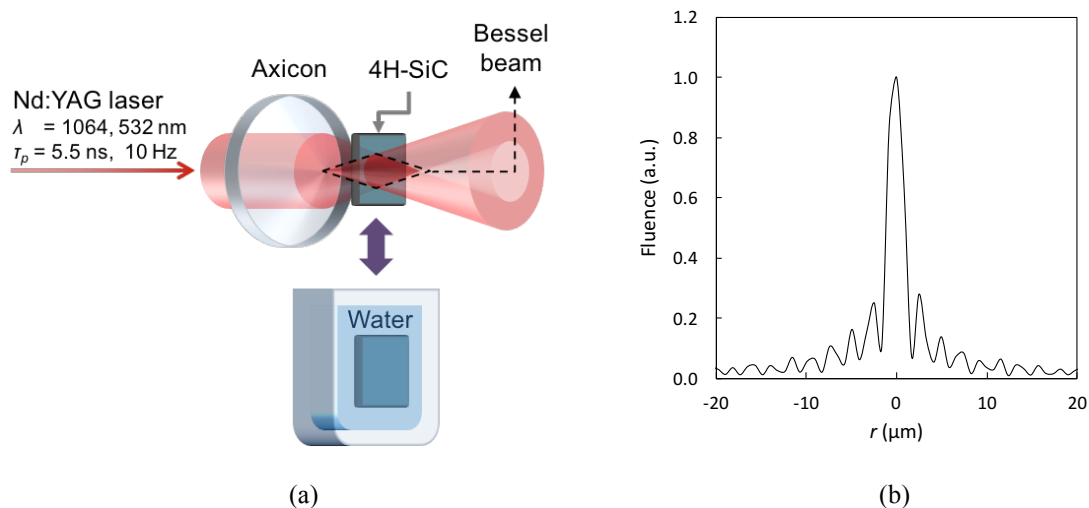 Bessel
beam
Axicon
4H-SiC
Nd:YAG laser
λ = 1064, 532 nm
τp = 5.5 ns, 10 Hz
Water
(a)
1.2
1.0
0.8
0.6
0.4
0.2
0.0
Fluence (a.u.)
-20 -10 0 10 20
r (µm)
(b)